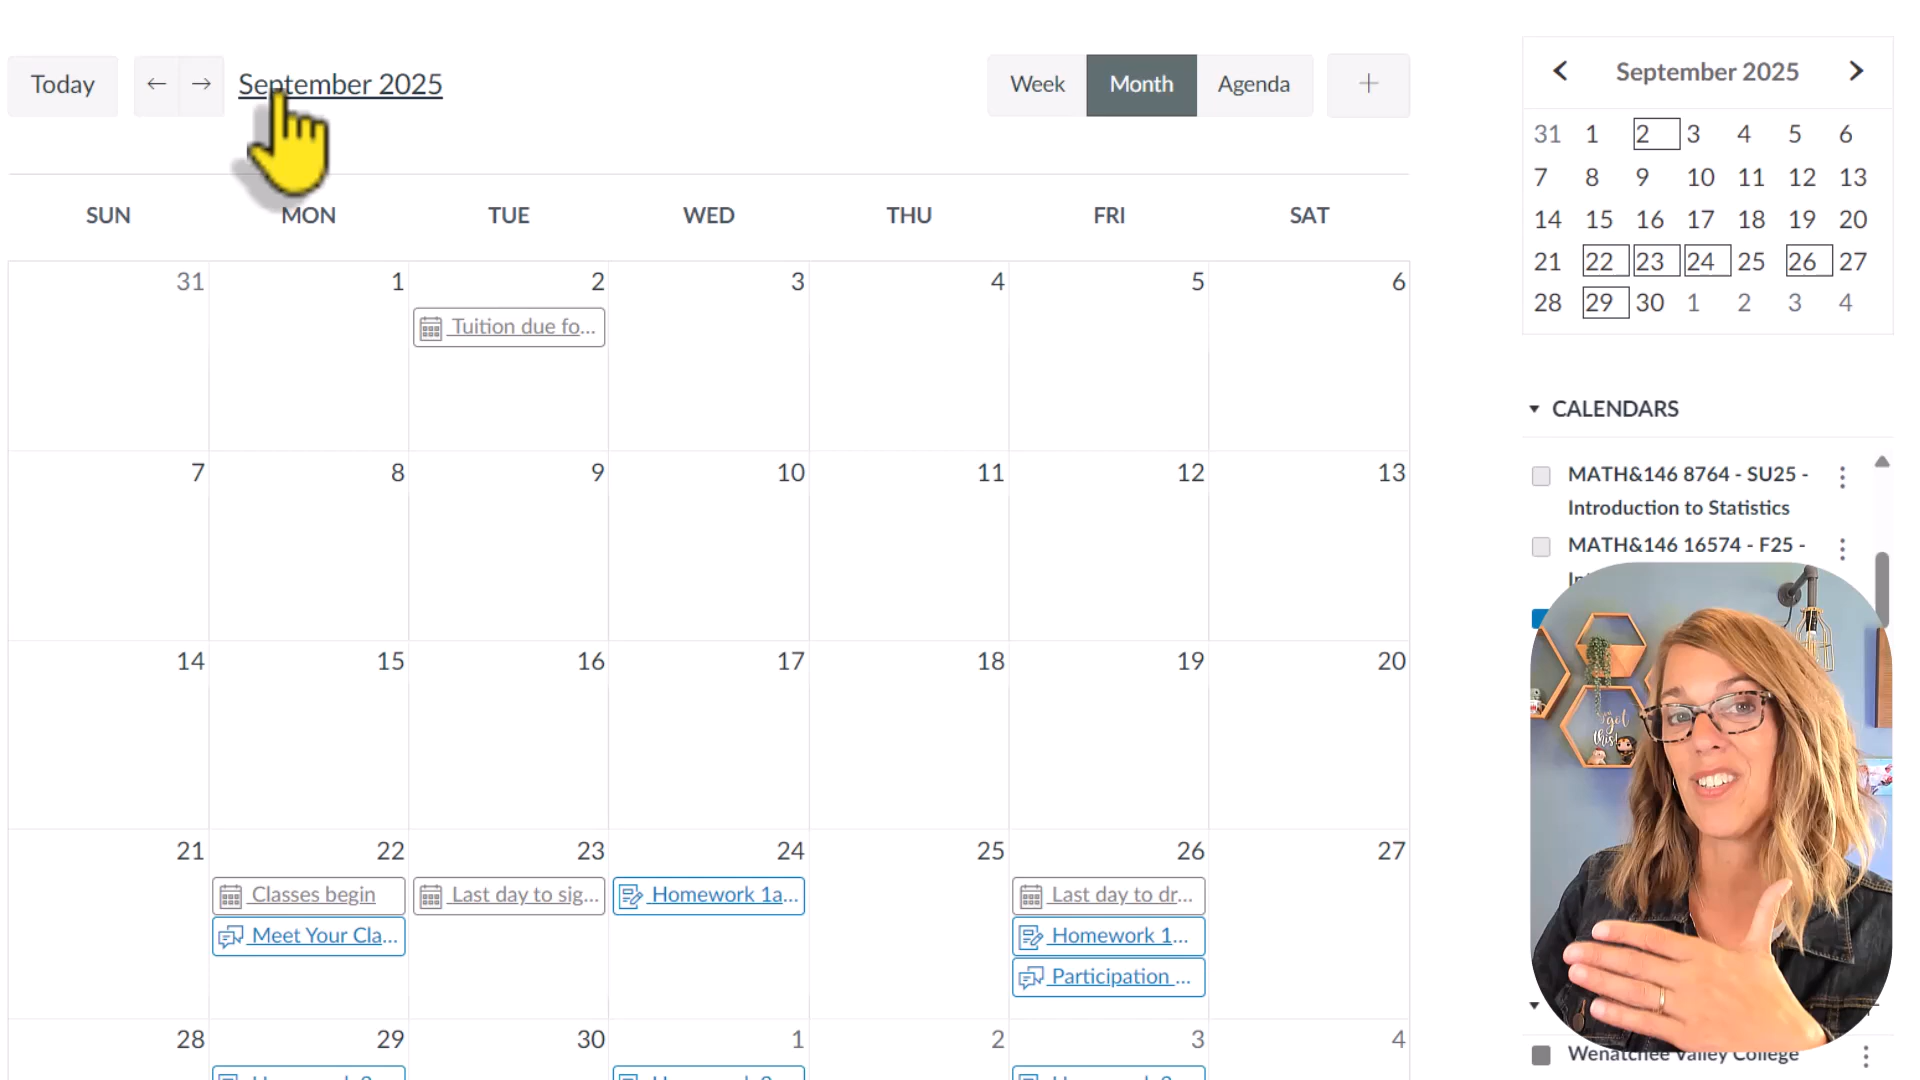 Today ← → September 2025 Week Month Agenda +
SUN MON TUE WED THU FRI SAT
31 1 2 3 4 5 6
Tuition due fo...
7 8 9 10 11 12 13
14 15 16 17 18 19 20
21 22 23 24 25 26 27
Classes begin Last day to sig... Homework 1a... Last day to dr...
Meet Your Cla... Homework 1...
Participation ...
28 29 30 1 2 3 4
September 2025
31 1 2 3 4 5 6
7 8 9 10 11 12 13
14 15 16 17 18 19 20
21 22 23 24 25 26 27
28 29 30 1 2 3 4
CALENDARS
MATH&146 8764 - SU25 -
Introduction to Statistics
MATH&146 16574 - F25 -
got
this!
Wenatchee Valley College